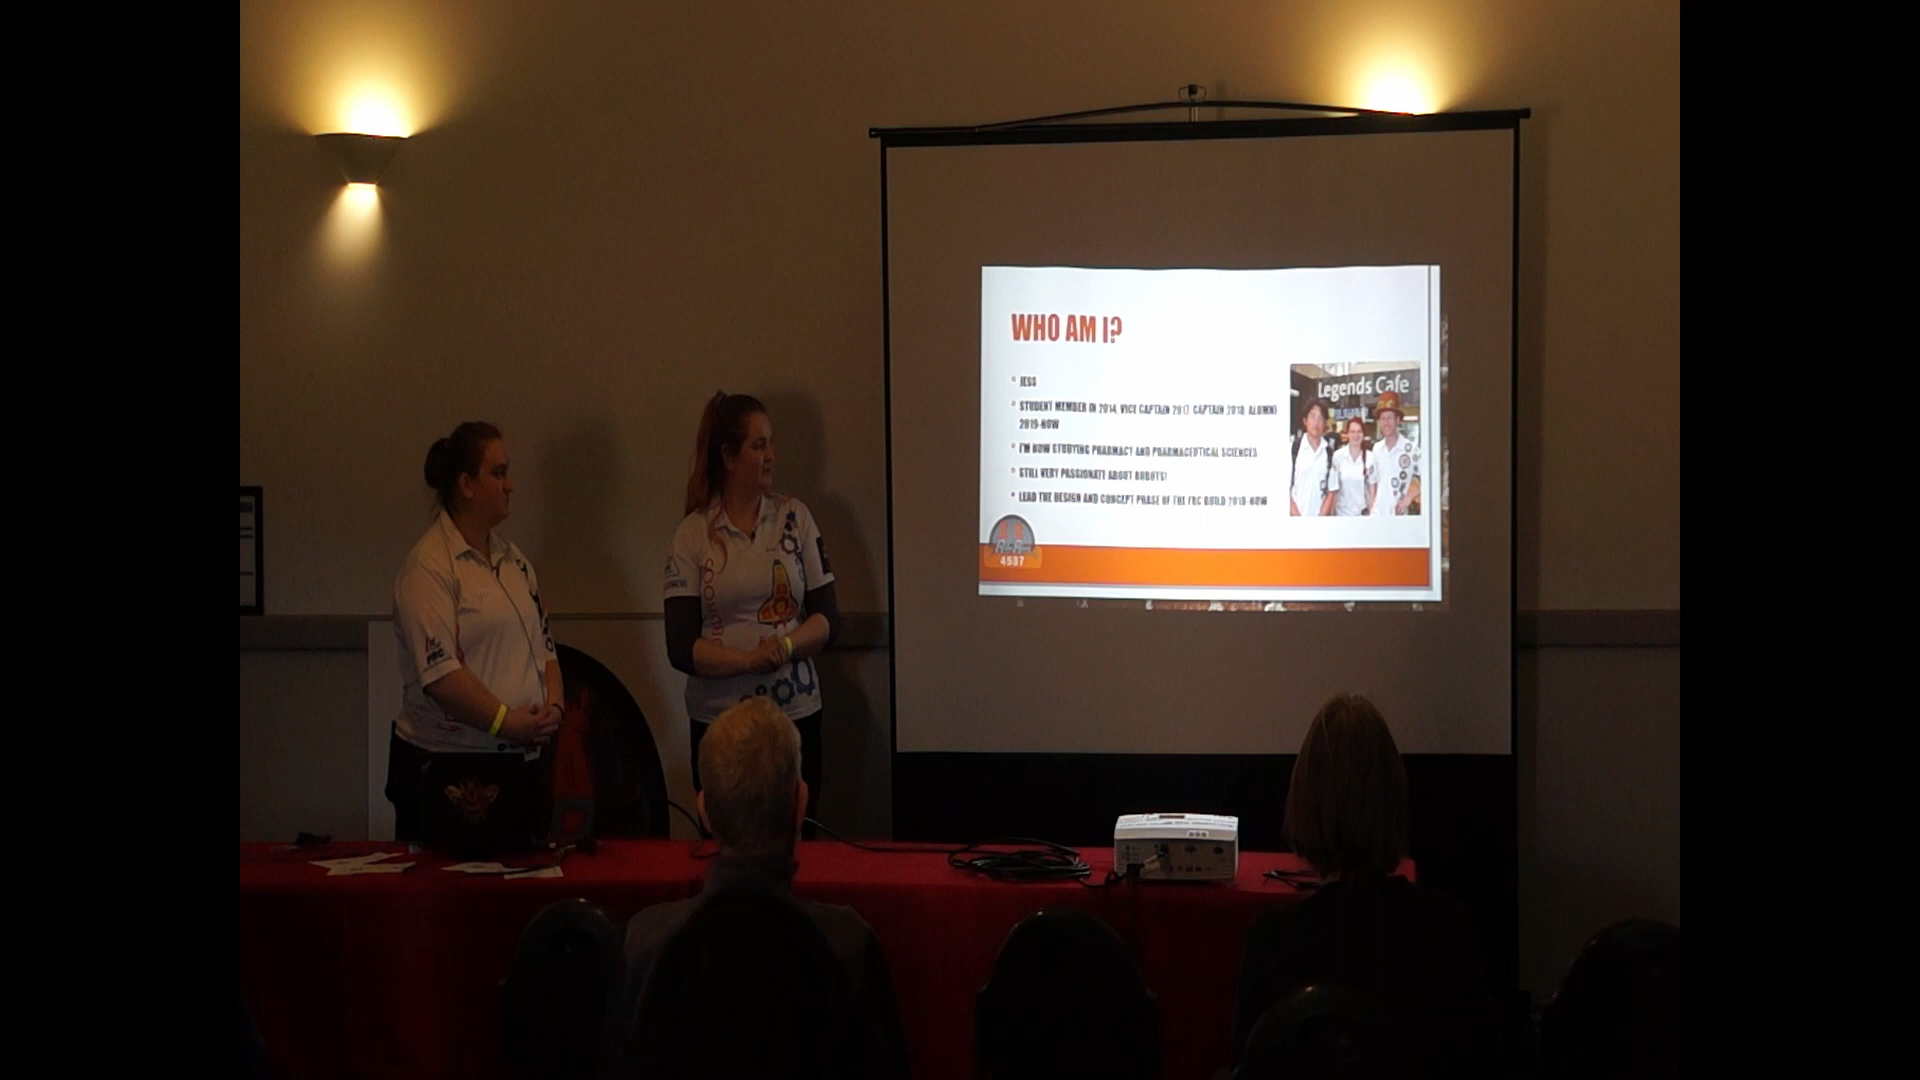 WHO AM I?
JESS
STUDENT MEMBER IN 2014, VICE CAPTAIN 2017, CAPTAIN 2018, ALUMNI
2019-NOW
I'M NOW STUDYING PHARMACY AND PHARMACEUTICAL SCIENCES
STILL VERY PASSIONATE ABOUT ROBOTS!
LEAD THE DESIGN AND CONCEPT PHASE OF THE FRC BUILD 2018-NOW
Legends Cafe
4537